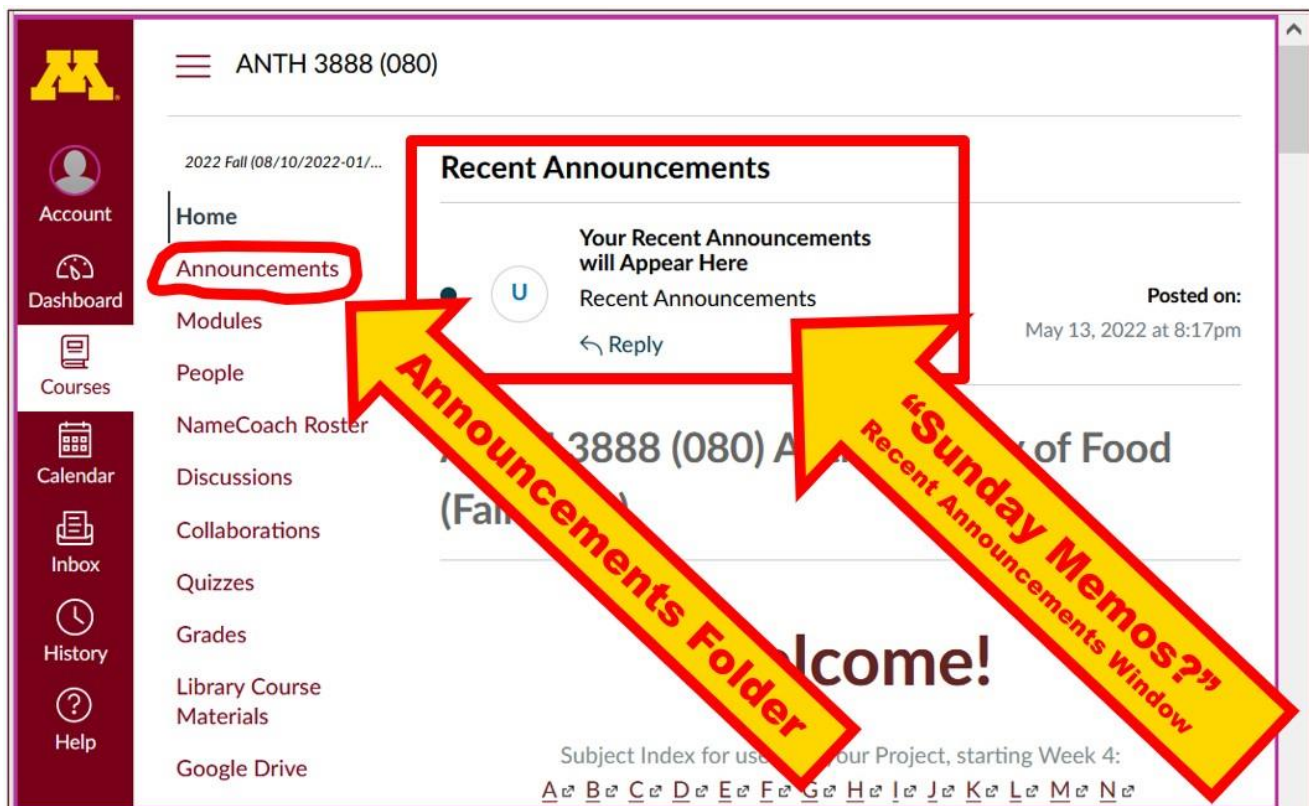 M
ANTH 3888 (080)
Account
Dashboard
Courses
Calendar
Inbox
History
Help
2022 Fall (08/10/2022-01/...
Home
Announcements
Modules
People
NameCoach Roster
Discussions
Collaborations
Quizzes
Grades
Library Course
Materials
Google Drive
Recent Announcements
U
Your Recent Announcements
will Appear Here
Recent Announcements
Reply
Posted on:
May 13, 2022 at 8:17pm
3888 (080) of Food
Welcome!
Subject Index for Project, starting Week 4:
A B C D E F G H I J K L M N
Announcements Folder
“Sunday Memos?”
Recent Announcements Window